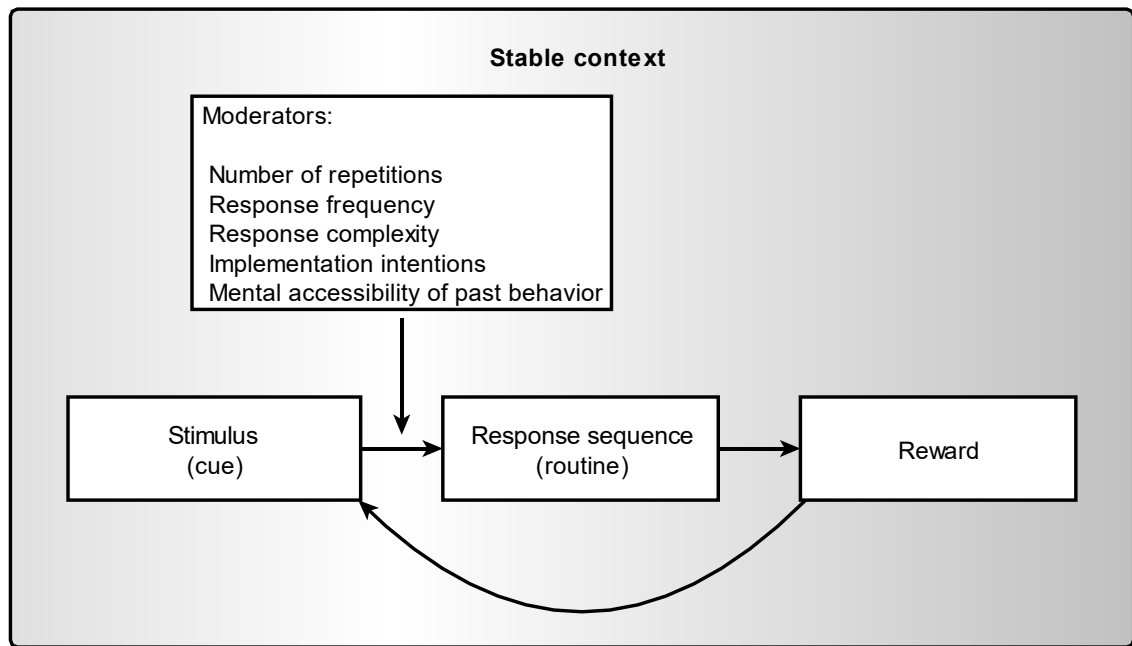 Stable context
Moderators:
Number of repetitions
Response frequency
Response complexity
Implementation intentions
Mental accessibility of past behavior
Stimulus
(cue)
Response sequence
(routine)
Reward